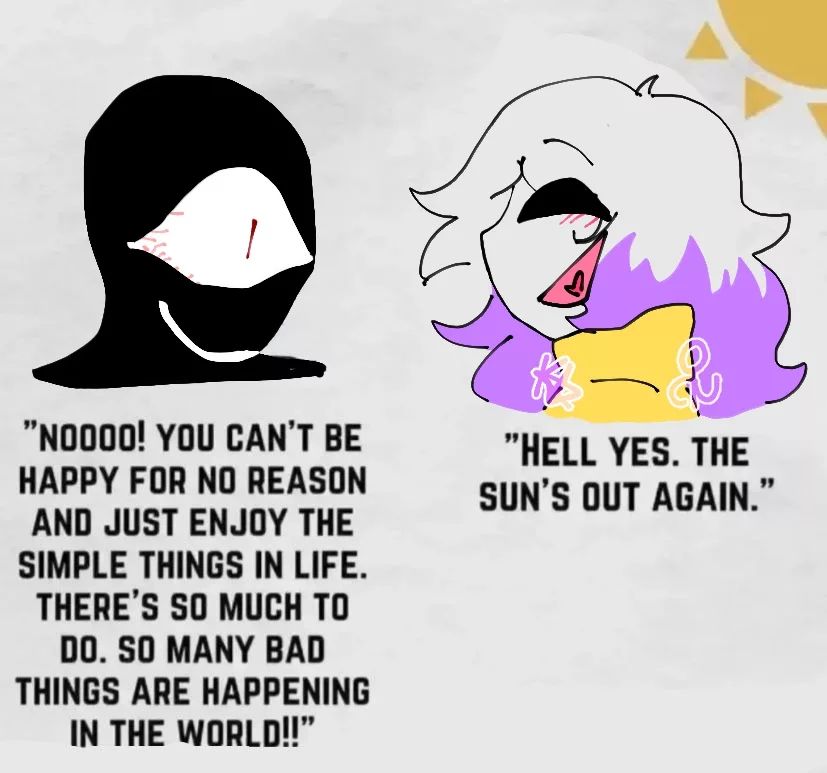 "NOOOO! YOU CAN'T BE
HAPPY FOR NO REASON
AND JUST ENJOY THE
SIMPLE THINGS IN LIFE.
THERE'S SO MUCH TO
DO. SO MANY BAD
THINGS ARE HAPPENING
IN THE WORLD!!"
"HELL YES. THE
SUN'S OUT AGAIN."